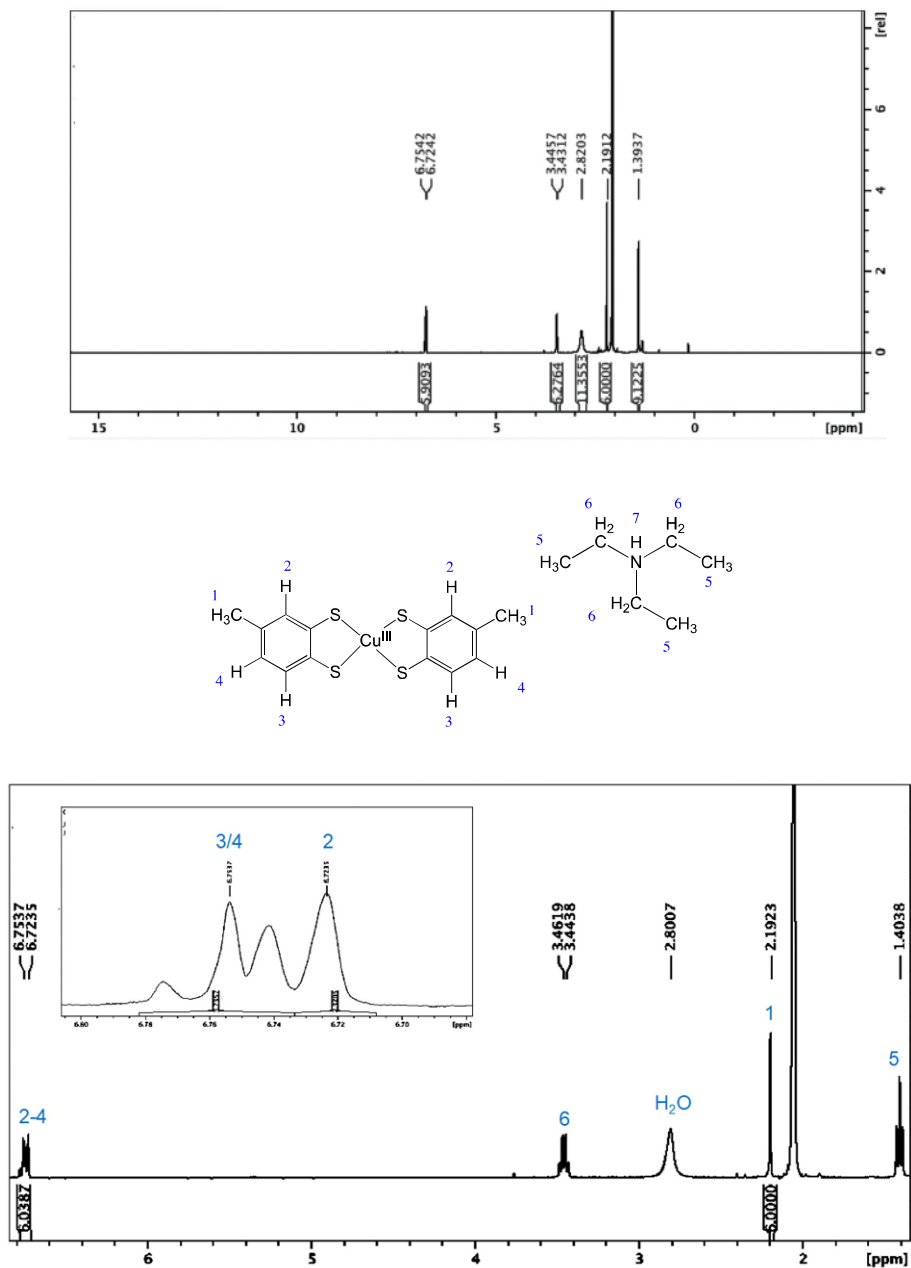 [rel]
6
4
2
0
6.7542
6.7242
3.4457
3.4312
2.8203
2.1912
1.3937
5.9093
6.2764
11.3553
6.0000
9.1225
15 10 5 0 [ppm]
6 7 6
H2 H H2
5 C N C
H3C CH3
5
H2C
6 CH3
5
2 2
H H
1 1
H3C S S CH3
CuIII
S S
H H
4 4
H H
3 3
3/4 2
6.7537 6.7235
6.80 6.78 6.76 6.74 6.72 6.70 [ppm]
6.7537
6.7235
3.4619
3.4438
2.8007
2.1923
1.4038
1
5
H2O
2-4 6
6.0387
6.0000
6 5 4 3 2 [ppm]